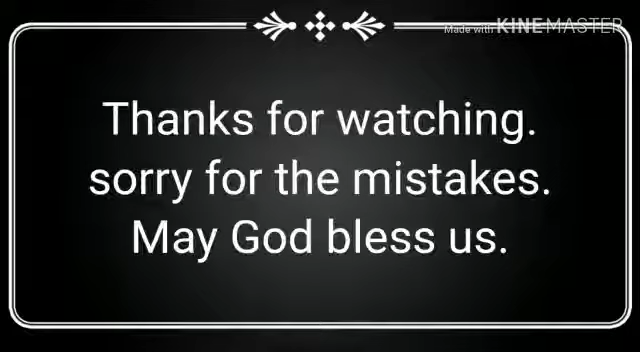 Made with KINEMASTER
Thanks for watching.
sorry for the mistakes.
May God bless us.